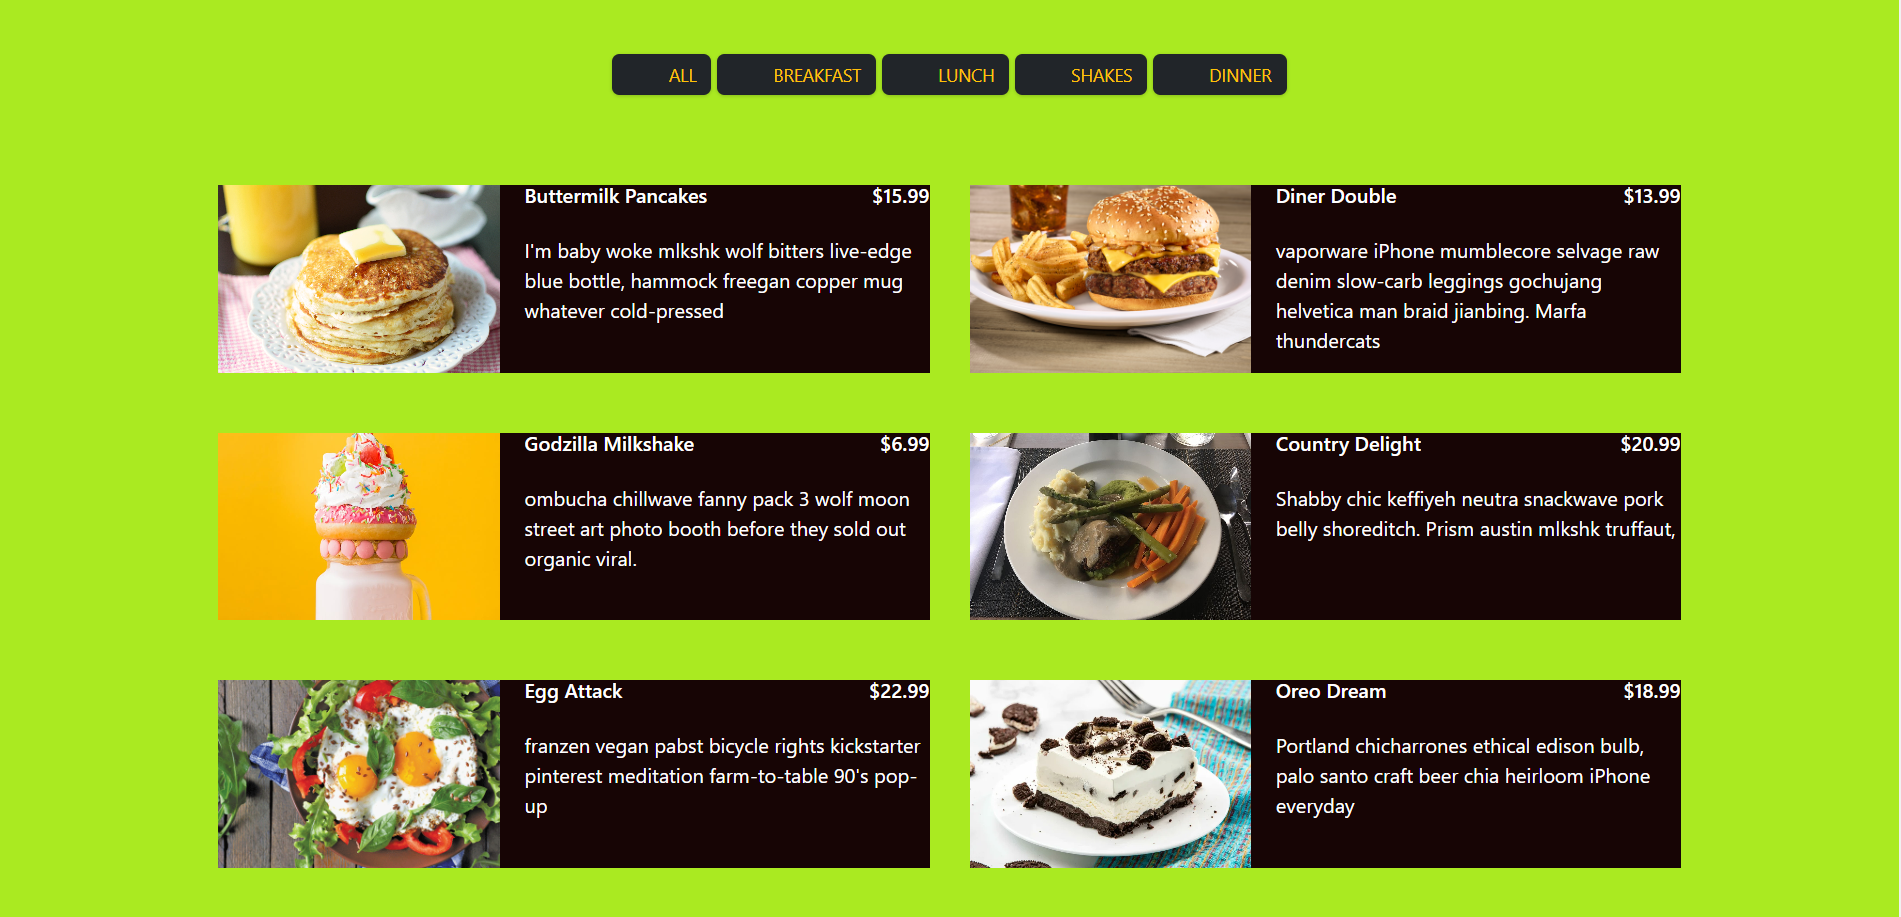 ALL BREAKFAST LUNCH SHAKES DINNER
Buttermilk Pancakes $15.99
I'm baby woke mlkshk wolf bitters live-edge
blue bottle, hammock freegan copper mug
whatever cold-pressed
Diner Double $13.99
vaporware iPhone mumblecore selvage raw
denim slow-carb leggings gochujang
helvetica man braid jianbing. Marfa
thundercats
Godzilla Milkshake $6.99
ombucha chillwave fanny pack 3 wolf moon
street art photo booth before they sold out
organic viral.
Country Delight $20.99
Shabby chic keffiyeh neutra snackwave pork
belly shoreditch. Prism austin mlkshk truffaut,
Egg Attack $22.99
franzen vegan pabst bicycle rights kickstarter
pinterest meditation farm-to-table 90's pop-
up
Oreo Dream $18.99
Portland chicharrones ethical edison bulb,
palo santo craft beer chia heirloom iPhone
everyday